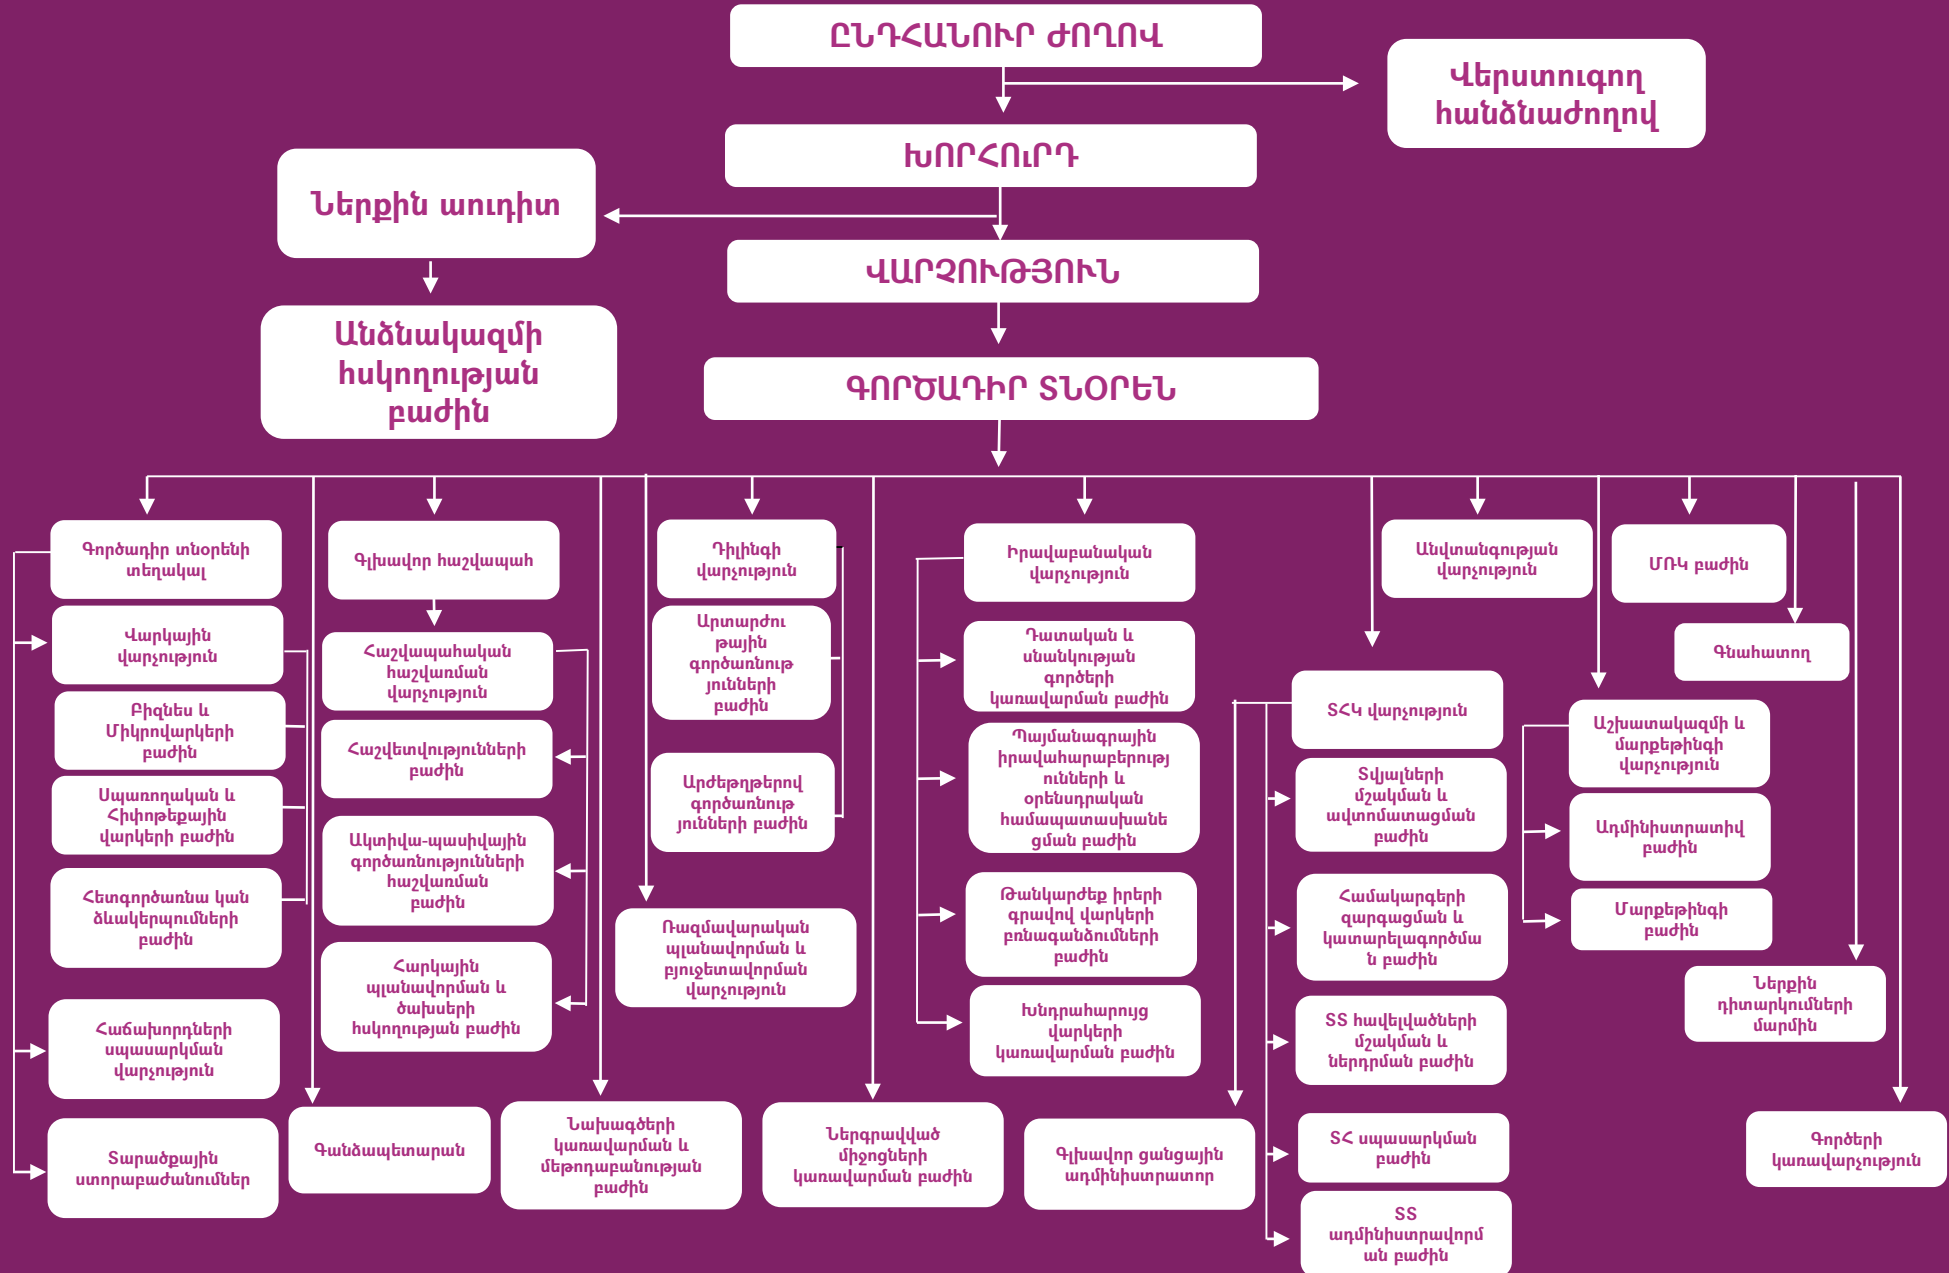 ԸՆԴՀԱՆՈՒՐ ԺՈՂՈՎ
Վերստուգող
հանձնաժողով
ԽՈՐՀՈւՐԴ
Ներքին աուդիտ
ՎԱՐՉՈՒԹՅՈՒՆ
Անձնակազմի
հսկողության
բաժին
ԳՈՐԾԱԴԻՐ ՏՆՕՐԵՆ
Գործադիր տնօրենի
տեղակալ
Վարկային
վարչություն
Բիզնես և
Միկրովարկերի
բաժին
Սպառողական և
Հիփոթեքային
վարկերի բաժին
Հետգործառնա կան
ձևակերպումների
բաժին
Հաճախորդների
սպասարկման
վարչություն
Տարածքային
ստորաբաժանումներ
Գանձապետարան
Գլխավոր հաշվապահ
Հաշվապահական
հաշվառման
վարչություն
Հաշվետվությունների
բաժին
Ակտիվա-պասիվային
գործառնությունների
հաշվառման
բաժին
Հարկային
պլանավորման և
ծախսերի
հսկողության բաժին
Նախագծերի
կառավարման և
մեթոդաբանության
բաժին
Ռազմավարական
պլանավորման և
բյուջետավորման
վարչություն
Դիլինգի
վարչություն
Արտարժու
թային
գործառնութ
յունների
բաժին
Արժեթղթերով
գործառնութ
յունների բաժին
Ներգրավված
միջոցների
կառավարման բաժին
Իրավաբանական
վարչություն
Դատական և
սնանկության
գործերի
կառավարման բաժին
Պայմանագրային
իրավահարաբերությ
ունների և
օրենսդրական
համապատասխանե
ցման բաժին
Թանկարժեք իրերի
գրավով վարկերի
բռնագանձումների
բաժին
Խնդրահարույց
վարկերի
կառավարման բաժին
Գլխավոր ցանցային
ադմինիստրատոր
ՏՀԿ վարչություն
Տվյալների
մշակման և
ավտոմատացման
բաժին
Համակարգերի
զարգացման և
կատարելագործմա
ն բաժին
ՏՏ հավելվածների
մշակման և
ներդրման բաժին
ՏՀ սպասարկման
բաժին
ՏՏ
ադմինիստրավորմ
ան բաժին
Անվտանգության
վարչություն
Աշխատակազմի և
մարքեթինգի
վարչություն
Ադմինիստրատիվ
բաժին
Մարքեթինգի
բաժին
ՄՌԿ բաժին
Գնահատող
Ներքին
դիտարկումների
մարմին
Գործերի
կառավարչություն